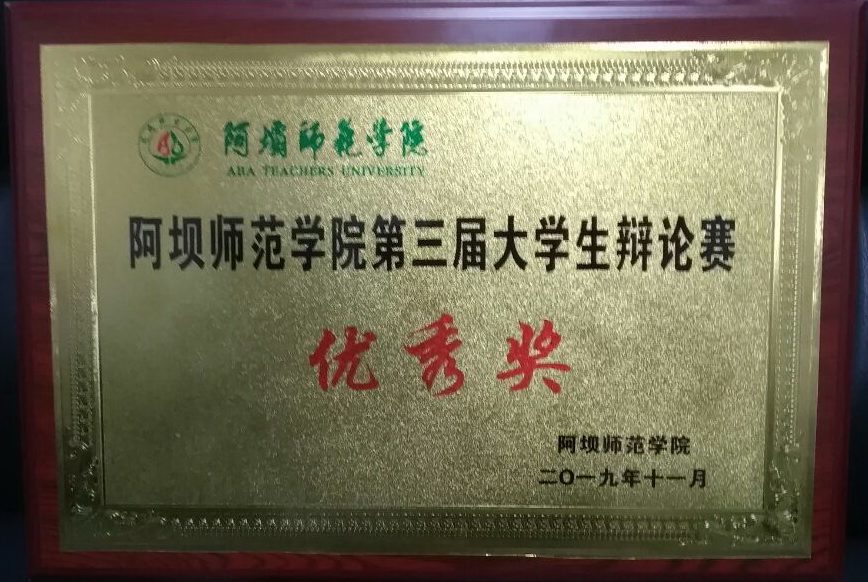 阿坝师范学院
ABA TEACHERS UNIVERSITY
阿坝师范学院第三届大学生辩论赛
优秀奖
阿坝师范学院
二〇一九年十一月